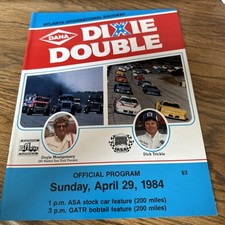 ATLANTA INTERNATIONAL RACEWAY
DANA
DIXIE
DOUBLE
Doyle Montgomery
Dick Trickle
OFFICIAL PROGRAM
$3
Sunday, April 29, 1984
1 p.m. ASA stock car feature (200 miles)
3 p.m. GATR bobtail feature (200 miles)